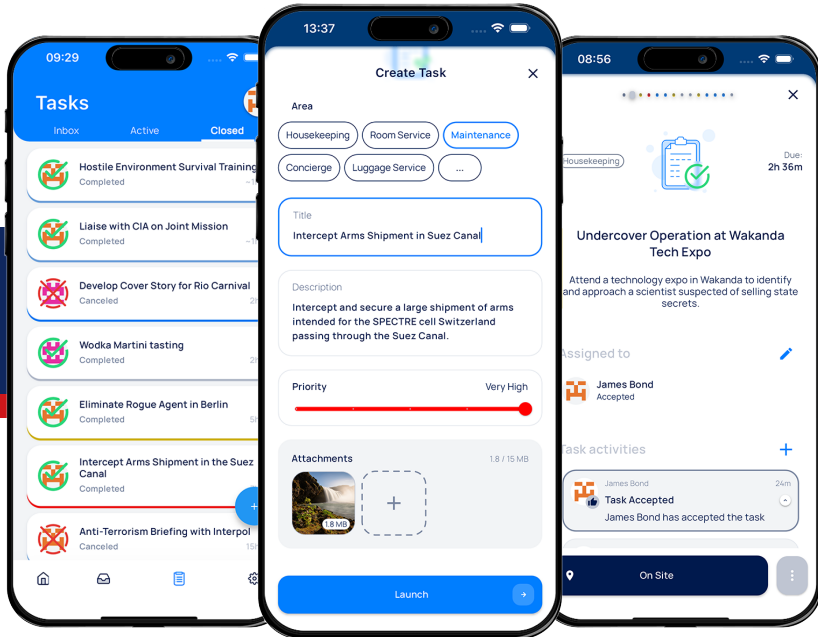 09:29
Tasks
Inbox
Active
Closed
Hostile Environment Survival Training
Completed
Liaise with CIA on Joint Mission
Completed
Develop Cover Story for Rio Carnival
Canceled
Wodka Martini tasting
Completed
Eliminate Rogue Agent in Berlin
Completed
Intercept Arms Shipment in the Suez
Canal
Completed
Anti-Terrorism Briefing with Interpol
Canceled
13:37
Create Task
Area
Housekeeping
Room Service
Maintenance
Concierge
Luggage Service
...
Title
Intercept Arms Shipment in Suez Canal
Description
Intercept and secure a large shipment of arms
intended for the SPECTRE cell Switzerland
passing through the Suez Canal.
Priority
Very High
Attachments
1.8 / 15 MB
1.8 MB
Launch
08:56
Housekeeping
Due:
2h 36m
Undercover Operation at Wakanda
Tech Expo
Attend a technology expo in Wakanda to identify
and approach a scientist suspected of selling state
secrets.
Assigned to
James Bond
Accepted
Task activities
James Bond
24m
Task Accepted
James Bond has accepted the task
On Site